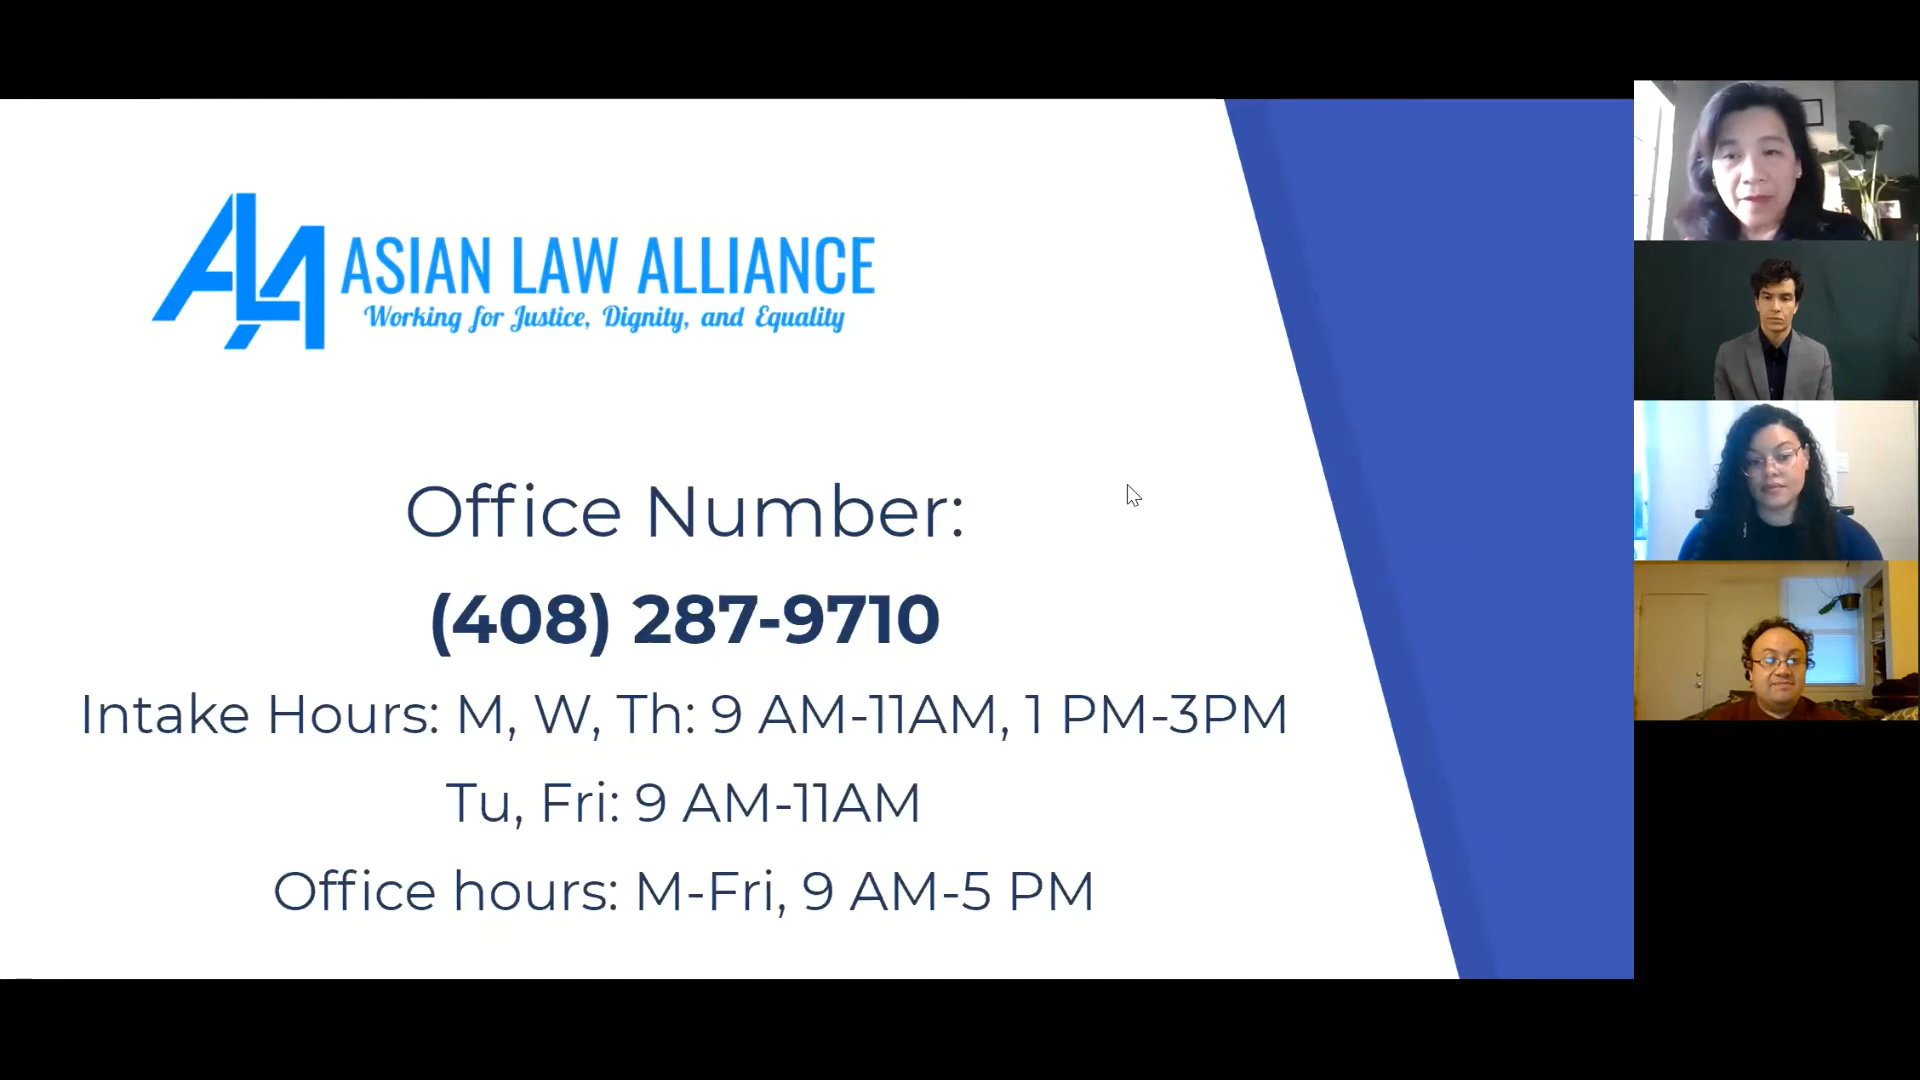 ALA ASIAN LAW ALLIANCE
Working for Justice, Dignity, and Equality
Office Number:
(408) 287-9710
Intake Hours: M, W, Th: 9 AM-11AM, 1 PM-3PM
Tu, Fri: 9 AM-11AM
Office hours: M-Fri, 9 AM-5 PM